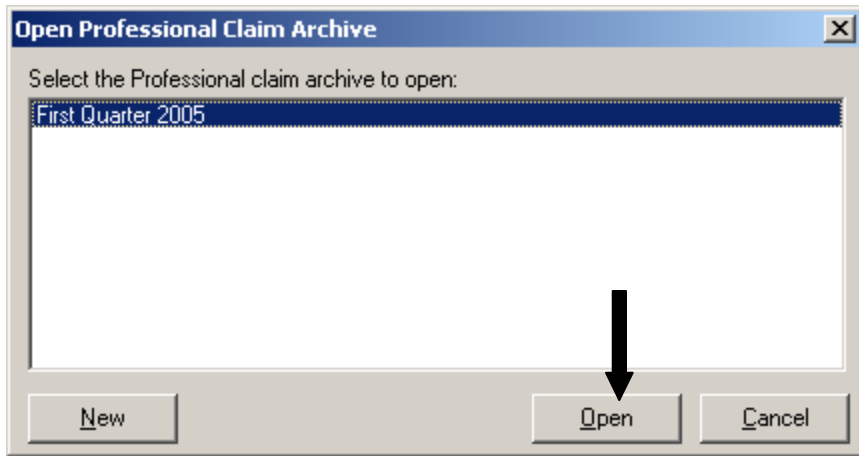 Open Professional Claim Archive
Select the Professional claim archive to open:
First Quarter 2005
New Open Cancel